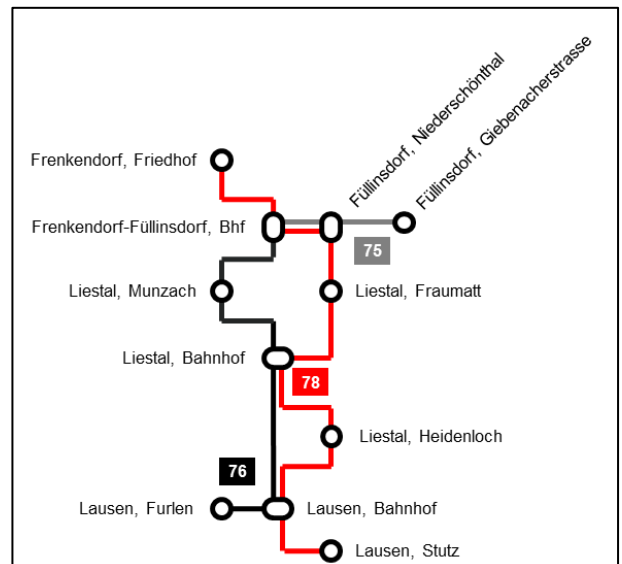 Füllinsdorf, Niederschönthal
Füllinsdorf, Giebenacherstrasse
Frenkendorf, Friedhof
Frenkendorf-Füllinsdorf, Bhf
75
Liestal, Munzach
Liestal, Fraumatt
Liestal, Bahnhof
78
Liestal, Heidenloch
76
Lausen, Furlen
Lausen, Bahnhof
Lausen, Stutz